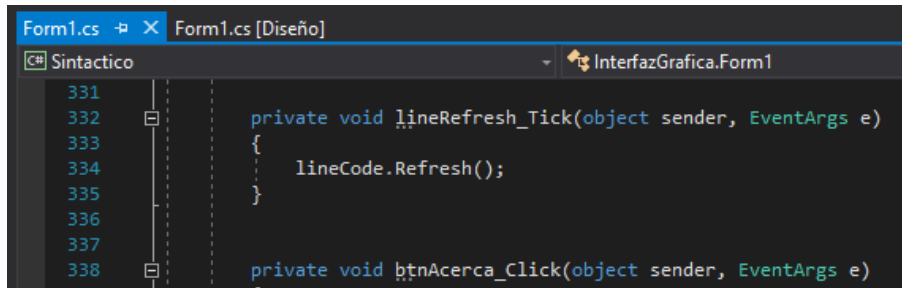 Form1.cs Form1.cs [Diseño]
C# Sintactico InterfazGrafica.Form1
331
332 private void lineRefresh_Tick(object sender, EventArgs e)
333 {
334 lineCode.Refresh();
335 }
336
337
338 private void btnAcerca_Click(object sender, EventArgs e)